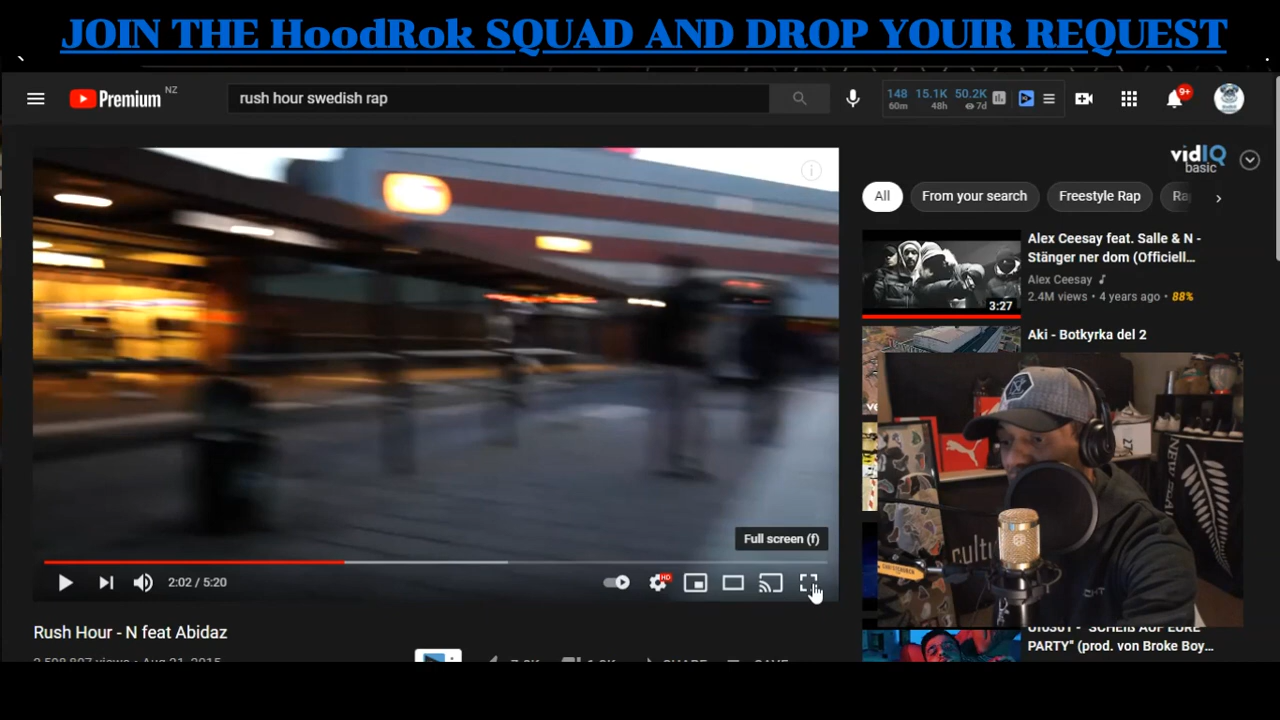 JOIN THE HoodRok SQUAD AND DROP YOUIR REQUEST
Premium NZ
rush hour swedish rap
148 15.1K 50.2K
60m 48h 7d
9+
vidIQ
basic
All
From your search
Freestyle Rap
Alex Ceesay feat. Salle & N -
Stänger ner dom (Officiell...
Alex Ceesay
2.4M views • 4 years ago • 88%
3:27
Aki - Botkyrka del 2
NEW
Full screen (f)
HD
2:02 / 5:20
Rush Hour - N feat Abidaz
PARTY" (prod. von Broke Boy...